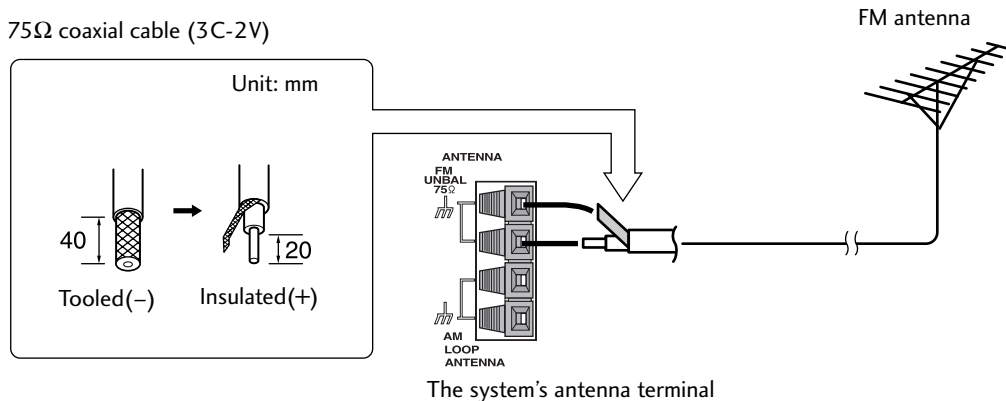 75Ω coaxial cable (3C-2V)
FM antenna
Unit: mm
ANTENNA
FM
UNBAL
75Ω
40
20
Tooled(–)
Insulated(+)
AM
LOOP
ANTENNA
The system's antenna terminal